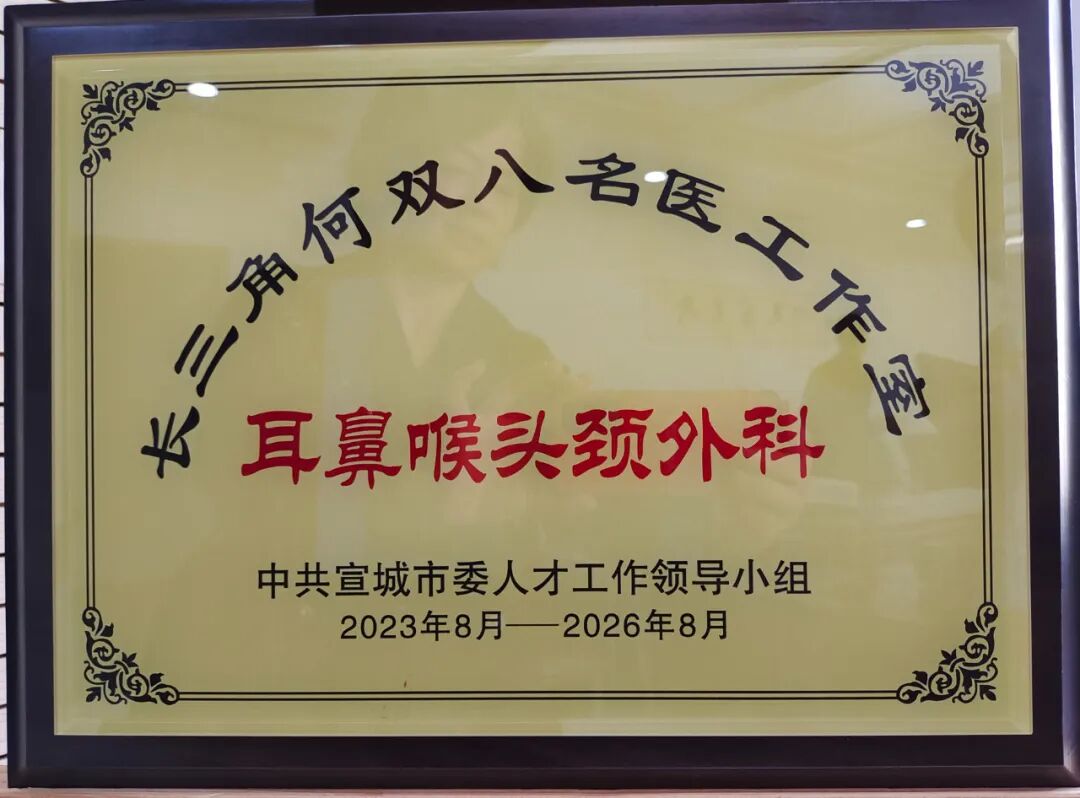 长三角何双八名医工作室
耳鼻喉头颈外科
中共宣城市委人才工作领导小组
2023年8月——2026年8月